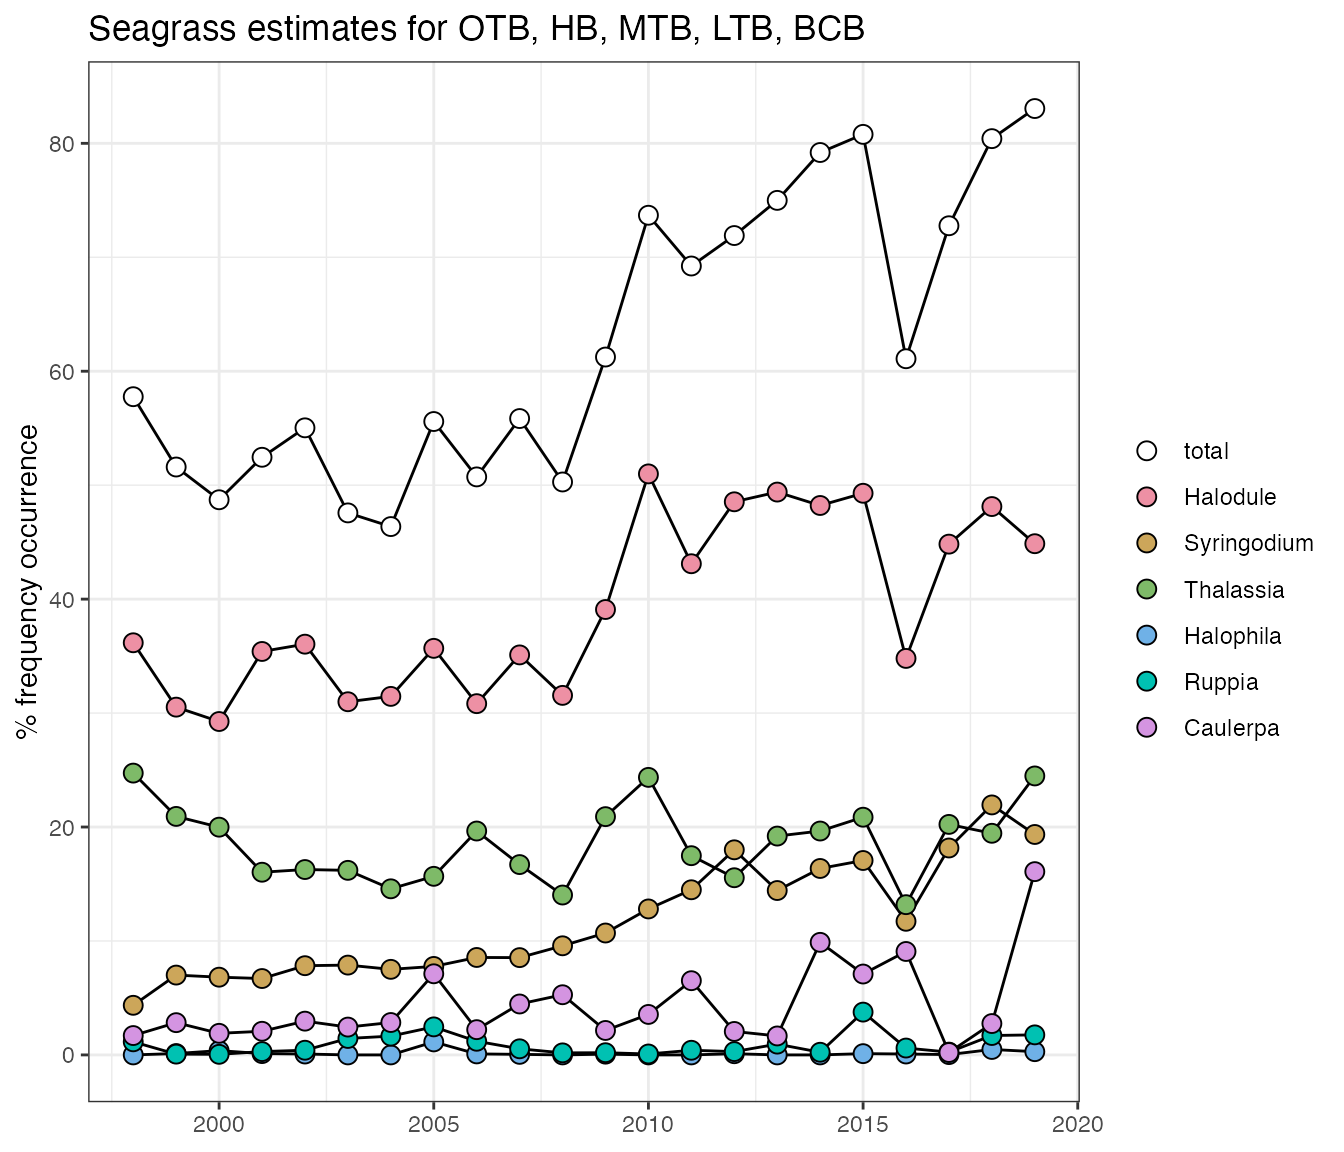 Seagrass estimates for OTB, HB, MTB, LTB, BCB
% frequency occurrence
80
60
40
20
0
2000
2005
2010
2015
2020
total
Halodule
Syringodium
Thalassia
Halophila
Ruppia
Caulerpa